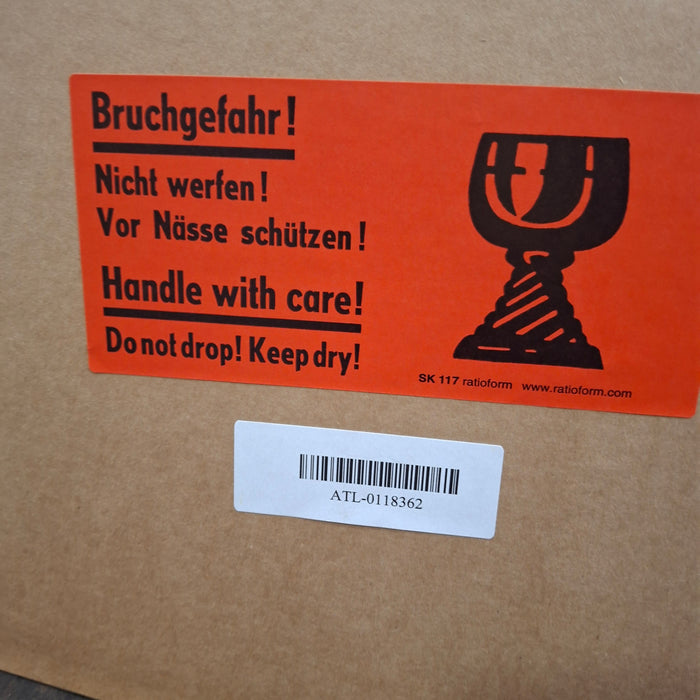 Bruchgefahr!
Nicht werfen!
Vor Nässe schützen!
Handle with care!
Do not drop! Keep dry!
SK 117 ratioform www.ratioform.com
ATL-0118362